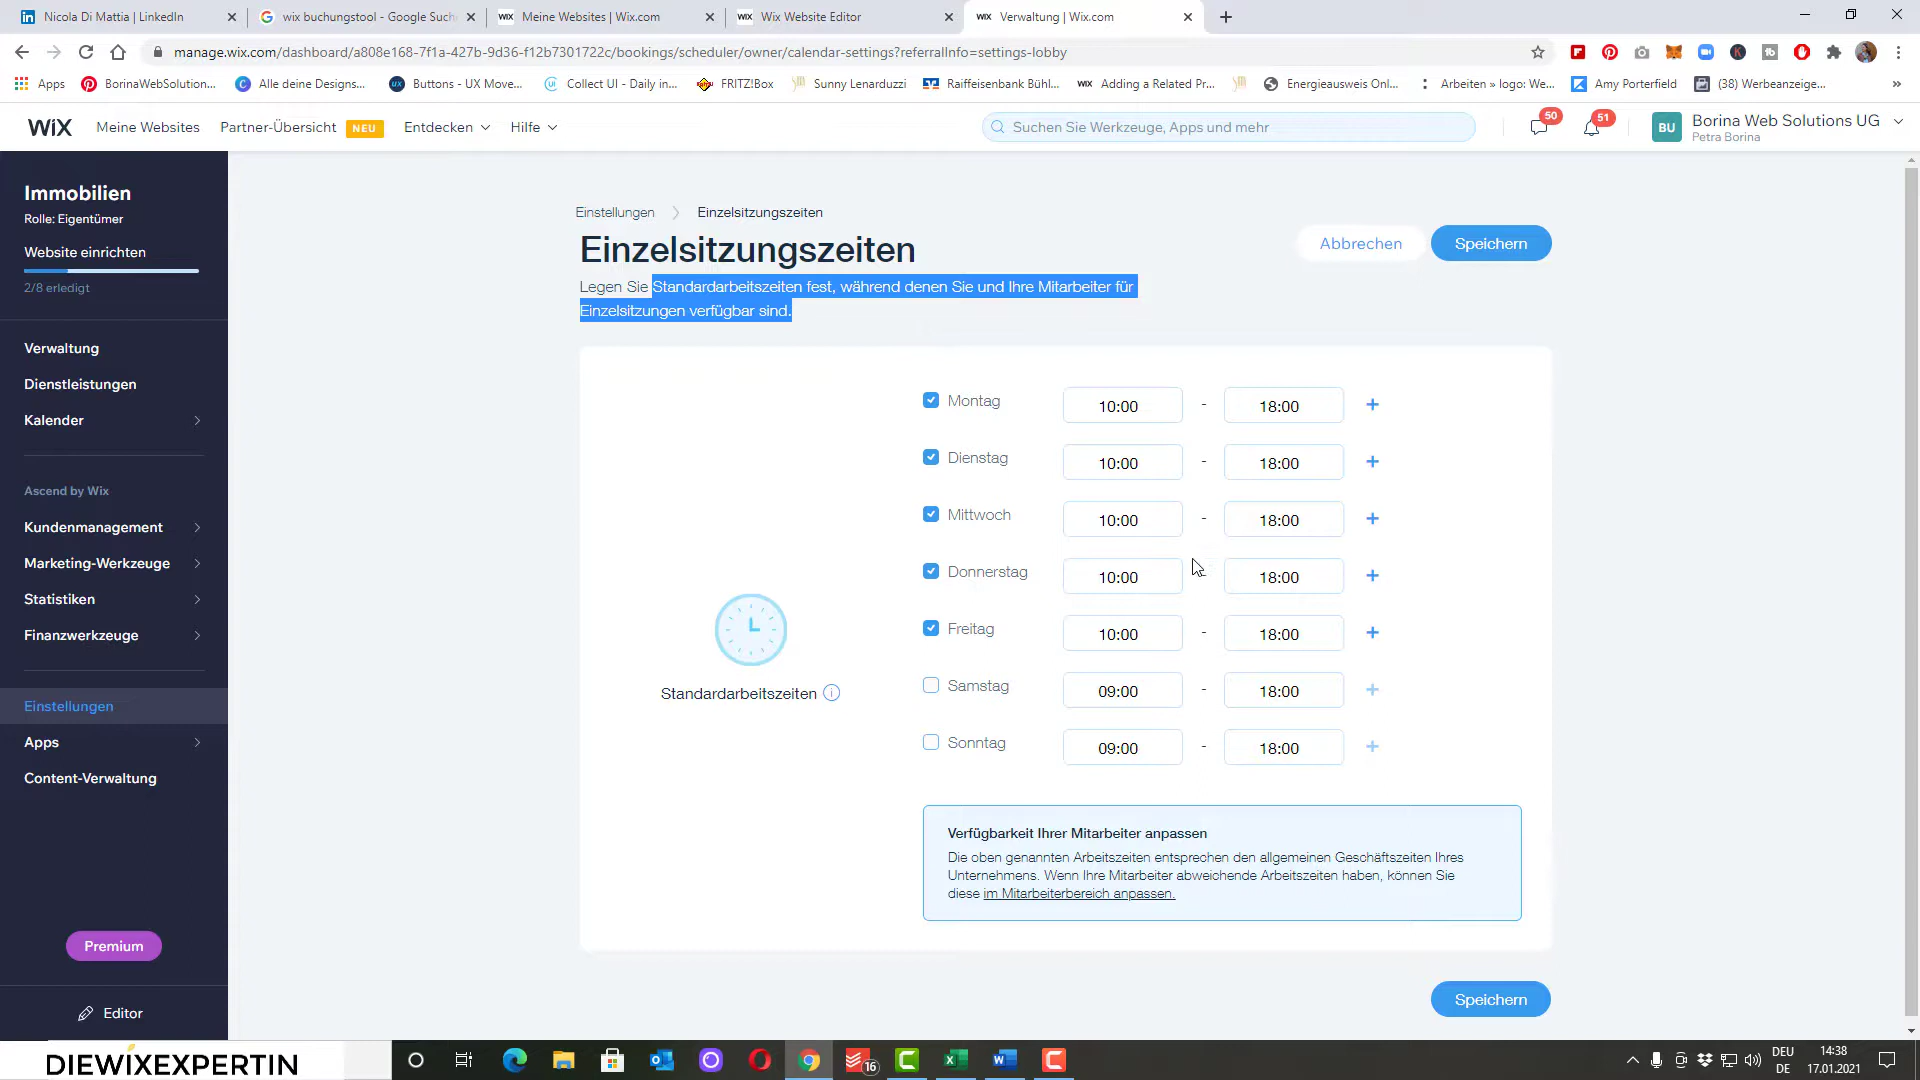 Nicola Di Mattia | LinkedIn
wix buchungstool - Google Such
Meine Websites | Wix.com
Wix Website Editor
Verwaltung | Wix.com
manage.wix.com/dashboard/a808e168-7f1a-427b-9d36-f12b7301722c/bookings/scheduler/owner/calendar-settings?referralInfo=settings-lobby
Apps
BorinaWebSolution...
Alle deine Designs...
Buttons - UX Move...
Collect UI - Daily in...
FRITZ!Box
Sunny Lenarduzzi
Raiffeisenbank Bühl...
Adding a Related Pr...
Energieausweis Onl...
Arbeiten » logo: We...
Amy Porterfield
(38) Werbeanzeige...
WiX
Meine Websites
Partner-Übersicht
NEU
Entdecken
Hilfe
Suchen Sie Werkzeuge, Apps und mehr
50
51
BU
Borina Web Solutions UG
Petra Borina
Immobilien
Rolle: Eigentümer
Website einrichten
2/8 erledigt
Verwaltung
Dienstleistungen
Kalender
Ascend by Wix
Kundenmanagement
Marketing-Werkzeuge
Statistiken
Finanzwerkzeuge
Einstellungen
Apps
Content-Verwaltung
Premium
Editor
Einstellungen
Einzelsitzungszeiten
Einzelsitzungszeiten
Abbrechen
Speichern
Legen Sie Standardarbeitszeiten fest, während denen Sie und Ihre Mitarbeiter für
Einzelsitzungen verfügbar sind.
Standardarbeitszeiten
Montag 10:00 - 18:00 +
Dienstag 10:00 - 18:00 +
Mittwoch 10:00 - 18:00 +
Donnerstag 10:00 - 18:00 +
Freitag 10:00 - 18:00 +
Samstag 09:00 - 18:00 +
Sonntag 09:00 - 18:00 +
Verfügbarkeit Ihrer Mitarbeiter anpassen
Die oben genannten Arbeitszeiten entsprechen den allgemeinen Geschäftszeiten Ihres
Unternehmens. Wenn Ihre Mitarbeiter abweichende Arbeitszeiten haben, können Sie
diese im Mitarbeiterbereich anpassen.
Speichern
DIEWIXEXPERTIN
16
DEU
DE
14:38
17.01.2021